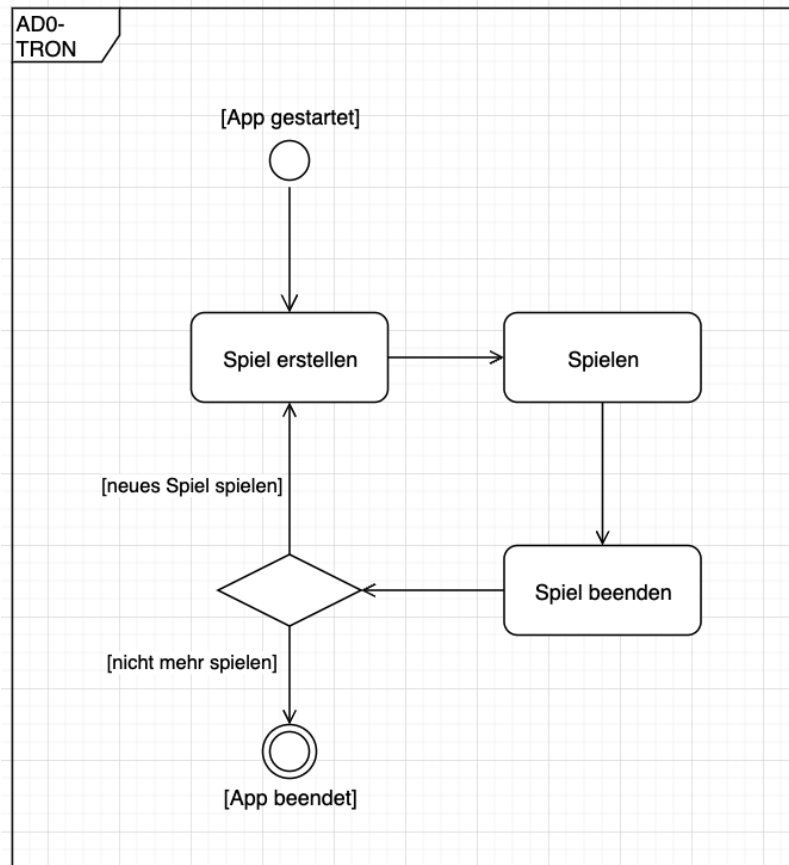 AD0-
TRON
[App gestartet]
Spiel erstellen
Spielen
[neues Spiel spielen]
Spiel beenden
[nicht mehr spielen]
[App beendet]